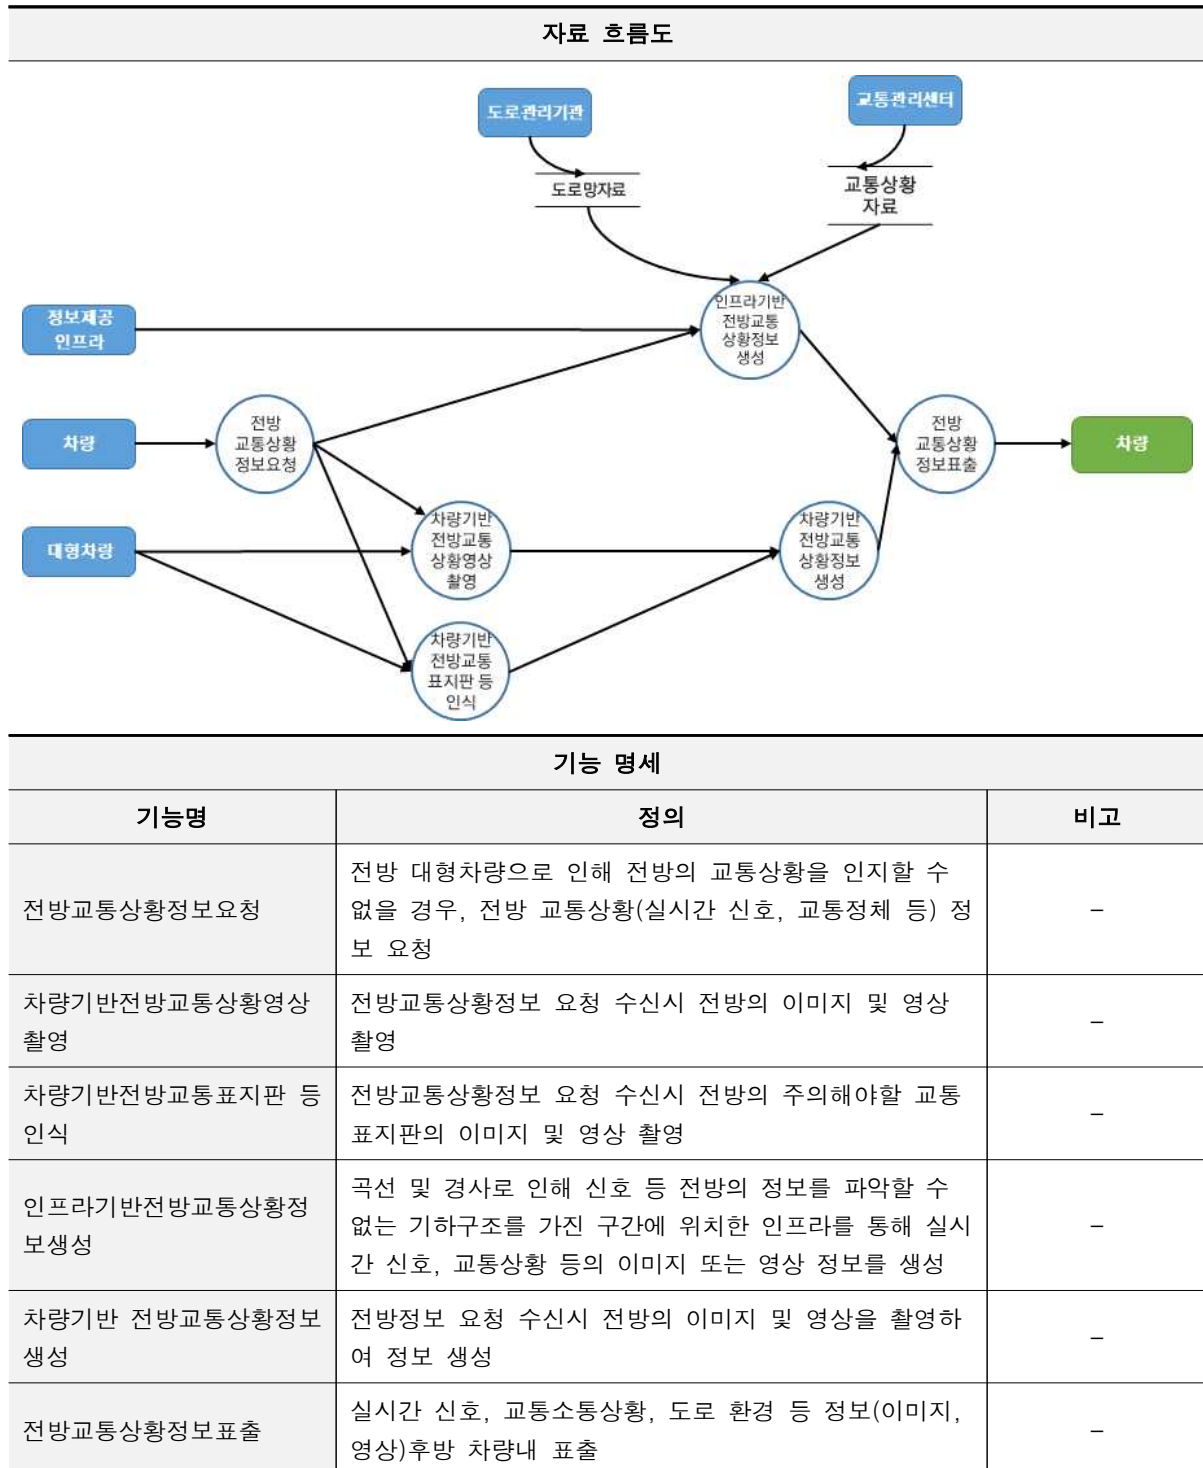 자료 흐름도
도로관리기관
교통관리센터
도로망자료
교통상황
자료
정보제공
인프라
인프라기반
전방교통
상황정보
생성
차량
전방
교통상황
정보요청
전방
교통상황
정보표출
차량
대형차량
차량기반
전방교통
상황영상
촬영
차량기반
전방교통
상황정보
생성
차량기반
전방교통
표지판 등
인식
기능 명세
기능명
정의
비고
전방교통상황정보요청
전방 대형차량으로 인해 전방의 교통상황을 인지할 수
없을 경우, 전방 교통상황(실시간 신호, 교통정체 등) 정
보 요청
–
차량기반전방교통상황영상
촬영
전방교통상황정보 요청 수신시 전방의 이미지 및 영상
촬영
–
차량기반전방교통표지판 등
인식
전방교통상황정보 요청 수신시 전방의 주의해야할 교통
표지판의 이미지 및 영상 촬영
–
인프라기반전방교통상황정
보생성
곡선 및 경사로 인해 신호 등 전방의 정보를 파악할 수
없는 기하구조를 가진 구간에 위치한 인프라를 통해 실시
간 신호, 교통상황 등의 이미지 또는 영상 정보를 생성
–
차량기반 전방교통상황정보
생성
전방정보 요청 수신시 전방의 이미지 및 영상을 촬영하
여 정보 생성
–
전방교통상황정보표출
실시간 신호, 교통소통상황, 도로 환경 등 정보(이미지,
영상)후방 차량내 표출
–